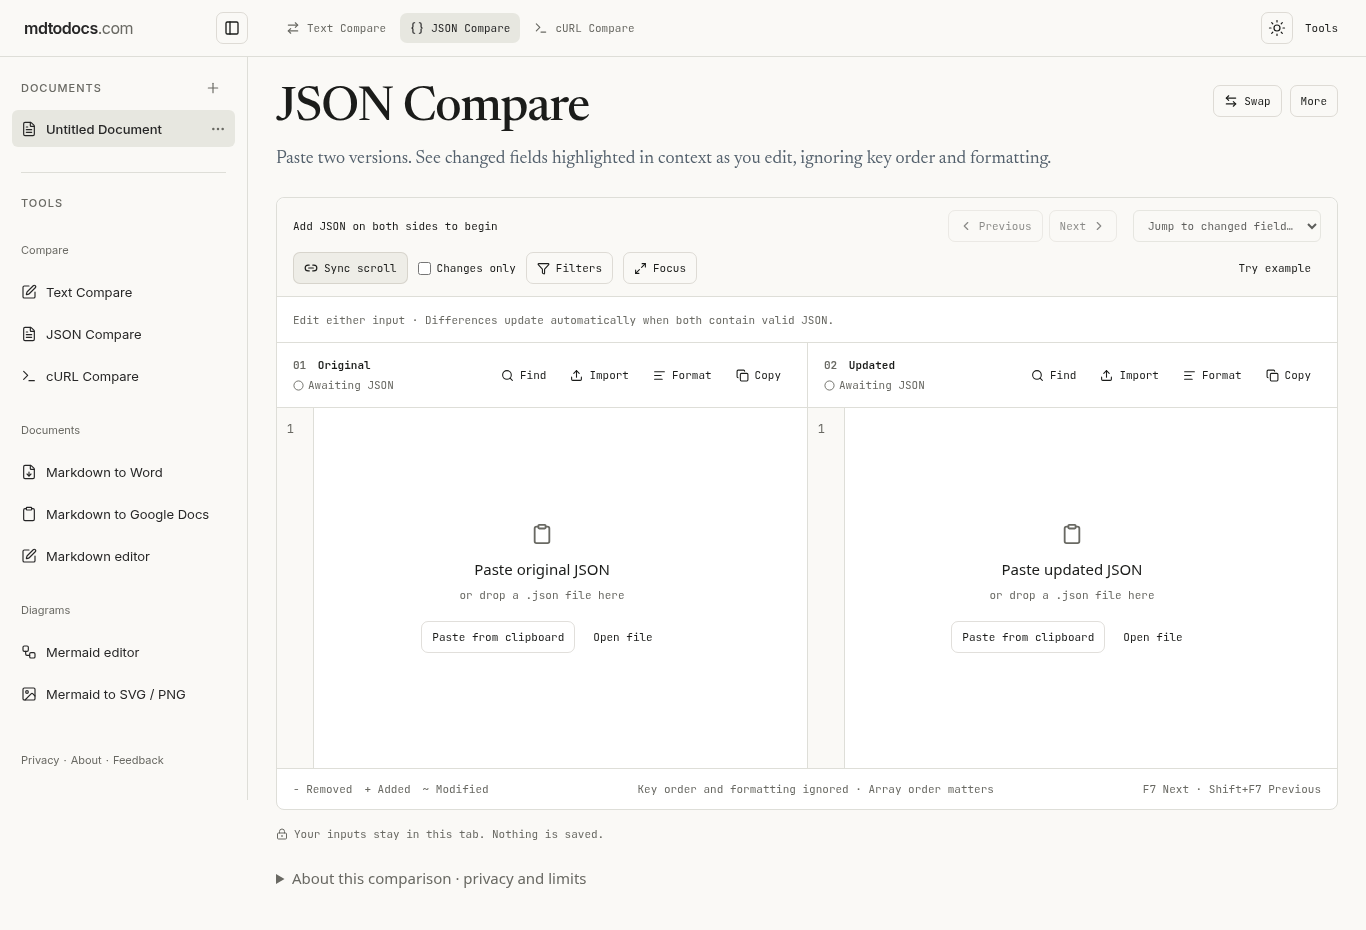 mdtodocs.com
Text Compare
JSON Compare
cURL Compare
Tools
DOCUMENTS
Untitled Document
TOOLS
Compare
Text Compare
JSON Compare
cURL Compare
Documents
Markdown to Word
Markdown to Google Docs
Markdown editor
Diagrams
Mermaid editor
Mermaid to SVG / PNG
Privacy · About · Feedback
JSON Compare
Swap
More
Paste two versions. See changed fields highlighted in context as you edit, ignoring key order and formatting.
Add JSON on both sides to begin
Previous
Next
Jump to changed field…
Sync scroll
Changes only
Filters
Focus
Try example
Edit either input · Differences update automatically when both contain valid JSON.
01 Original
Awaiting JSON
Find
Import
Format
Copy
02 Updated
Awaiting JSON
Find
Import
Format
Copy
1
Paste original JSON
or drop a .json file here
Paste from clipboard
Open file
1
Paste updated JSON
or drop a .json file here
Paste from clipboard
Open file
- Removed + Added ~ Modified
Key order and formatting ignored · Array order matters
F7 Next · Shift+F7 Previous
Your inputs stay in this tab. Nothing is saved.
About this comparison · privacy and limits